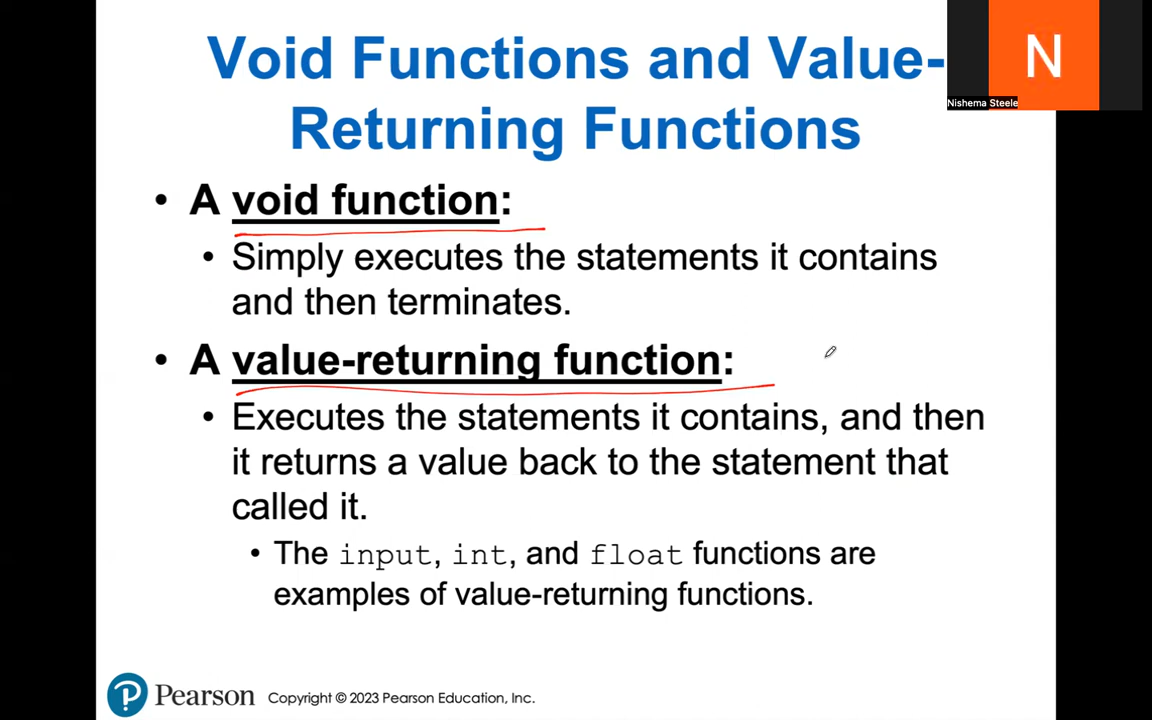 Void Functions and Value-
Returning Functions
N
Nishema Steele
• A void function:
• Simply executes the statements it contains
and then terminates.
• A value-returning function:
• Executes the statements it contains, and then
it returns a value back to the statement that
called it.
• The input, int, and float functions are
examples of value-returning functions.
P Pearson Copyright © 2023 Pearson Education, Inc.